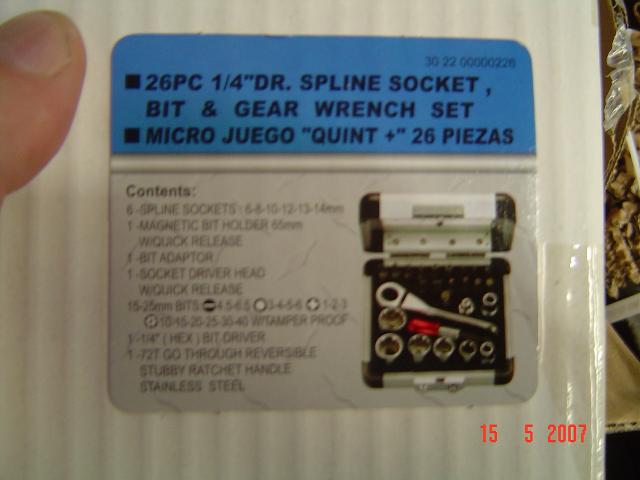 30 22 00000226
■ 26PC 1/4"DR. SPLINE SOCKET ,
BIT & GEAR WRENCH SET
■ MICRO JUEGO "QUINT +" 26 PIEZAS
Contents:
6 -SPLINE SOCKETS : 6-8-10-12-13-14mm
1 -MAGNETIC BIT HOLDER 65mm
W/QUICK RELEASE
1 -BIT ADAPTOR
1 -SOCKET DRIVER HEAD
W/QUICK RELEASE
15-25mm BITS 4.5-6.5 3-4-5-6 1-2-3
10-15-20-25-30-40 W/TAMPER PROOF
1 -1/4" ( HEX ) BIT DRIVER
1 -72T GO THROUGH REVERSIBLE
STUBBY RATCHET HANDLE
STAINLESS STEEL
15 5 2007